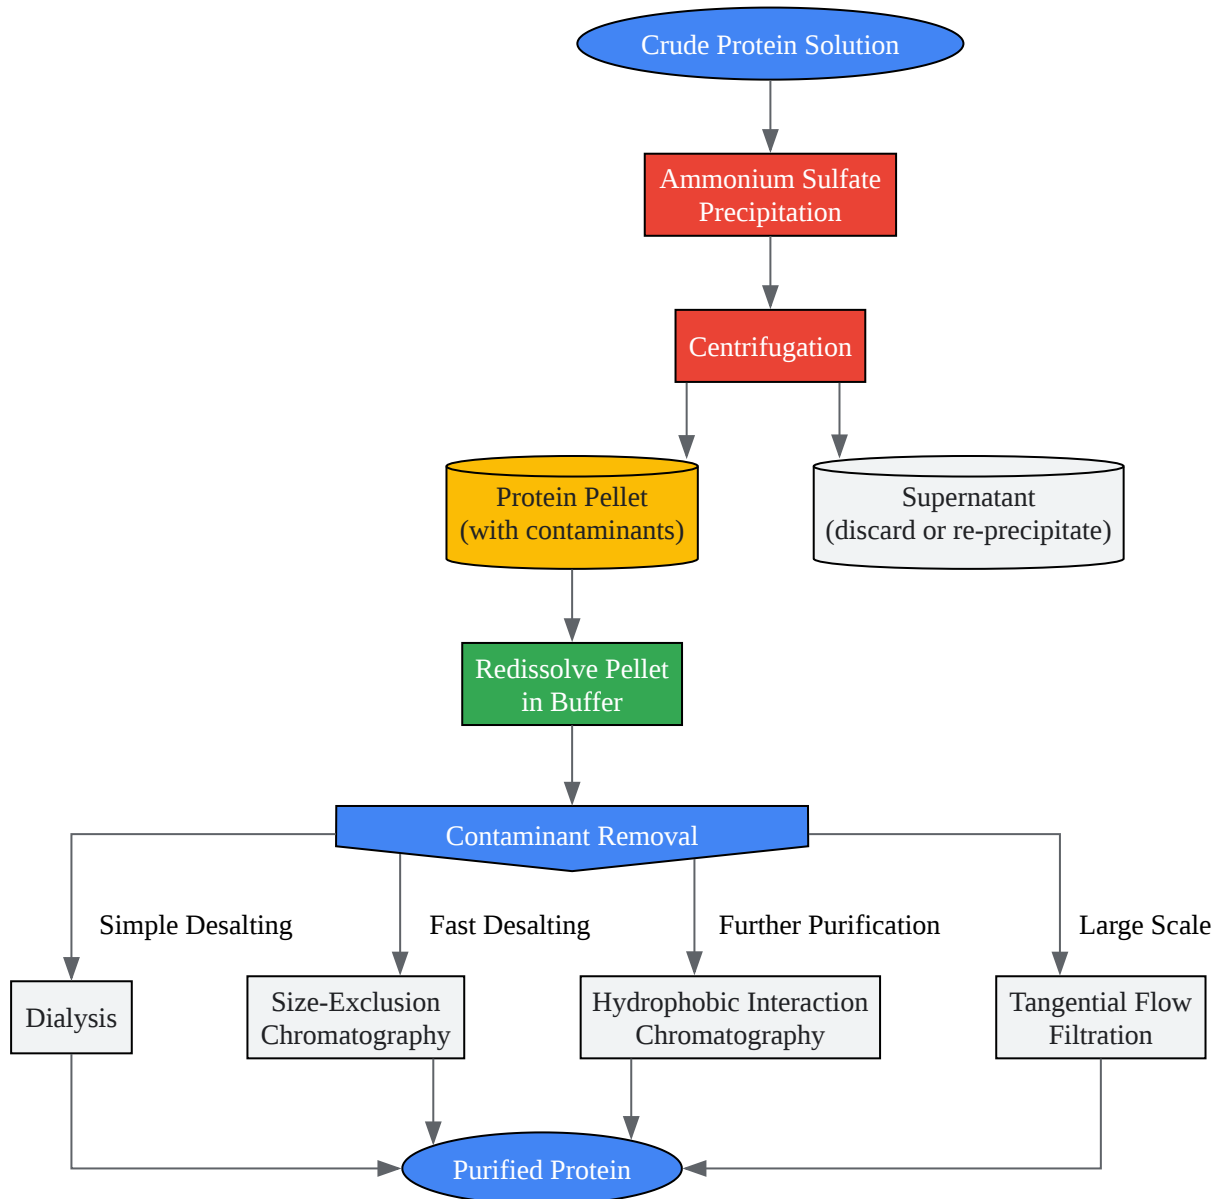 Crude Protein Solution
Ammonium Sulfate
Precipitation
Centrifugation
Protein Pellet
(with contaminants)
Supernatant
(discard or re-precipitate)
Redissolve Pellet
in Buffer
Contaminant Removal
Simple Desalting
Fast Desalting
Further Purification
Large Scale
Dialysis
Size-Exclusion
Chromatography
Hydrophobic Interaction
Chromatography
Tangential Flow
Filtration
Purified Protein